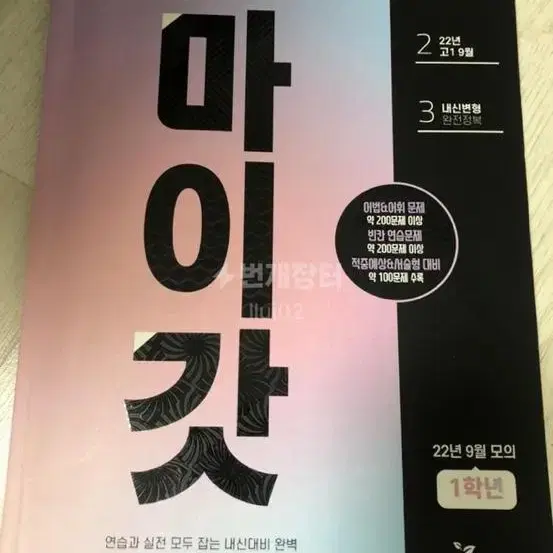 마이갓
2 22년
고1 9월
3 내신변형
완전정복
어법&어휘 문제
약 200문제 이상
빈칸 연습문제
약 200문제 이상
적중예상&서술형 대비
약 100문제 수록
번개장터
22년 9월 모의
1학년
연습과 실전 모두 잡는 내신대비 완벽